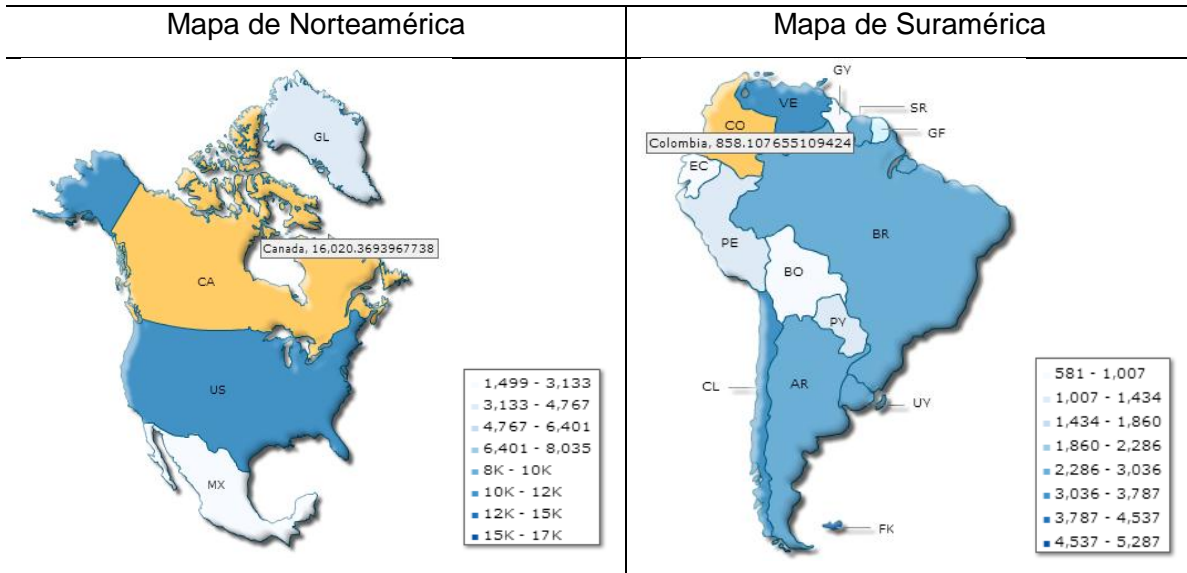 Mapa de Norteamérica
GL
Canada, 16,020.3693967738
CA
US
MX
1,499 - 3,133
3,133 - 4,767
4,767 - 6,401
6,401 - 8,035
8K - 10K
10K - 12K
12K - 15K
15K - 17K
Mapa de Suramérica
GY
VE
SR
CO
GF
Colombia, 858.107655109424
EC
BR
PE
BO
PY
CL
AR
UY
FK
581 - 1,007
1,007 - 1,434
1,434 - 1,860
1,860 - 2,286
2,286 - 3,036
3,036 - 3,787
3,787 - 4,537
4,537 - 5,287